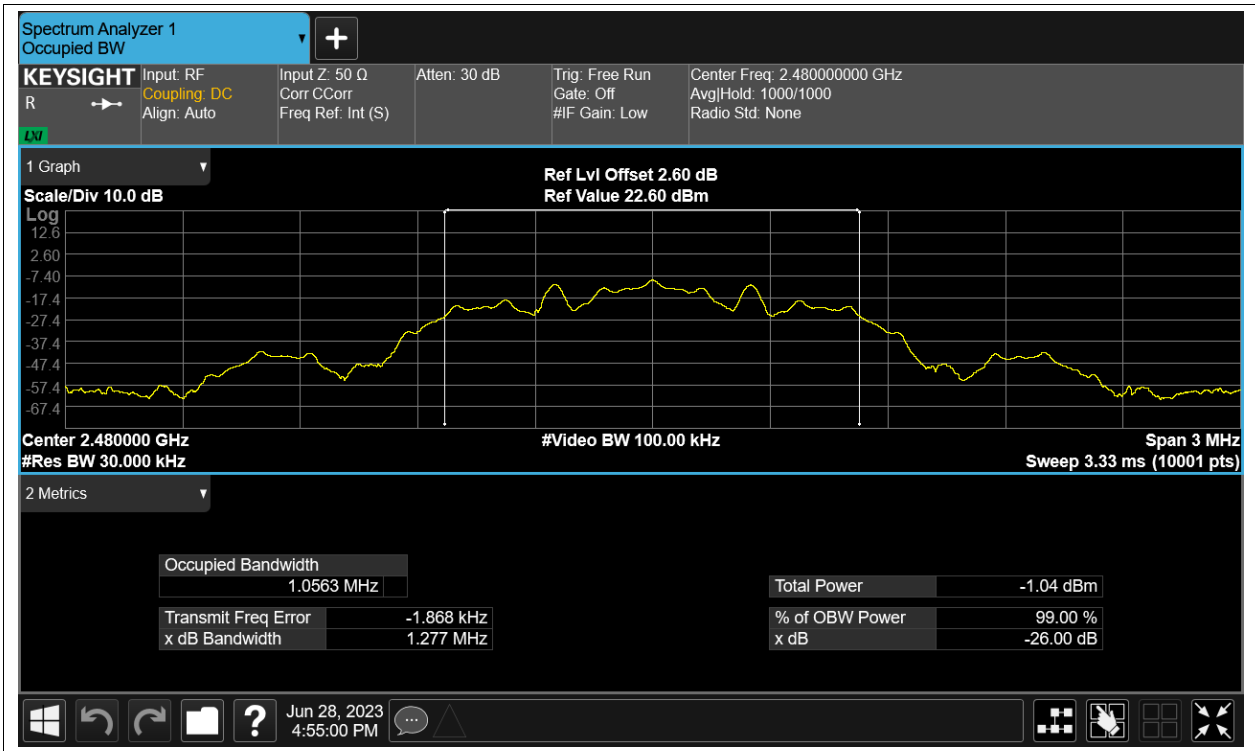 Spectrum Analyzer 1
Occupied BW
KEYSIGHT
R
LXI
Input: RF
Coupling: DC
Align: Auto
Input Z: 50 Ω
Corr CCorr
Freq Ref: Int (S)
Atten: 30 dB
Trig: Free Run
Gate: Off
#IF Gain: Low
Center Freq: 2.480000000 GHz
Avg|Hold: 1000/1000
Radio Std: None
1 Graph
Scale/Div 10.0 dB
Ref Lvl Offset 2.60 dB
Ref Value 22.60 dBm
Log
12.6
2.60
-7.40
-17.4
-27.4
-37.4
-47.4
-57.4
-67.4
Center 2.480000 GHz
#Video BW 100.00 kHz
Span 3 MHz
#Res BW 30.000 kHz
Sweep 3.33 ms (10001 pts)
2 Metrics
Occupied Bandwidth
1.0563 MHz
Total Power -1.04 dBm
Transmit Freq Error -1.868 kHz
% of OBW Power 99.00 %
x dB Bandwidth 1.277 MHz
x dB -26.00 dB
?
Jun 28, 2023
4:55:00 PM